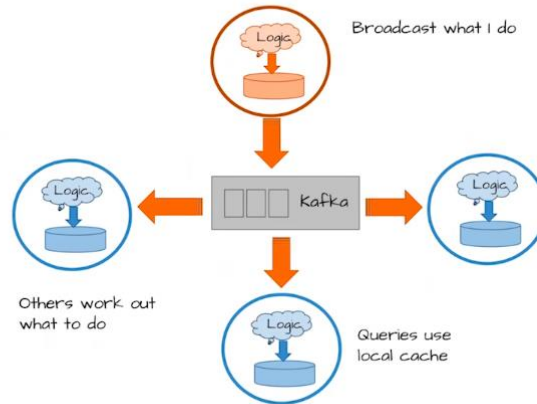 Broadcast what I do
Logic
Kafka
Logic
Logic
Others work out
what to do
Logic
Queries use
local cache